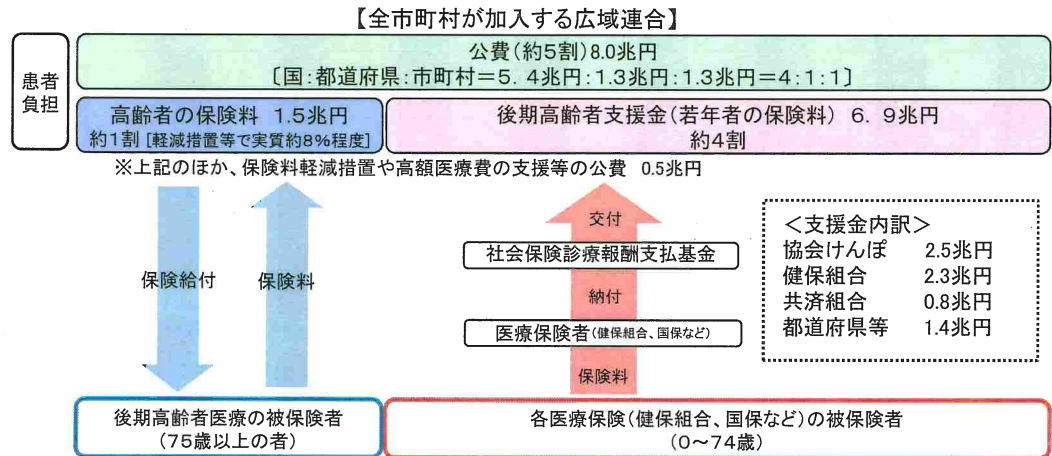 【全市町村が加入する広域連合】
患者
負担
公費(約5割)8.0兆円
〔国:都道府県:市町村=5.4兆円:1.3兆円:1.3兆円=4:1:1〕
高齢者の保険料 1.5兆円
約1割 [軽減措置等で実質約8%程度]
後期高齢者支援金(若年者の保険料) 6.9兆円
約4割
※上記のほか、保険料軽減措置や高額医療費の支援等の公費 0.5兆円
保険給付
保険料
交付
社会保険診療報酬支払基金
納付
医療保険者(健保組合、国保など)
保険料
<支援金内訳>
協会けんぽ 2.5兆円
健保組合 2.3兆円
共済組合 0.8兆円
都道府県等 1.4兆円
後期高齢者医療の被保険者
(75歳以上の者)
各医療保険(健保組合、国保など)の被保険者
(0～74歳)